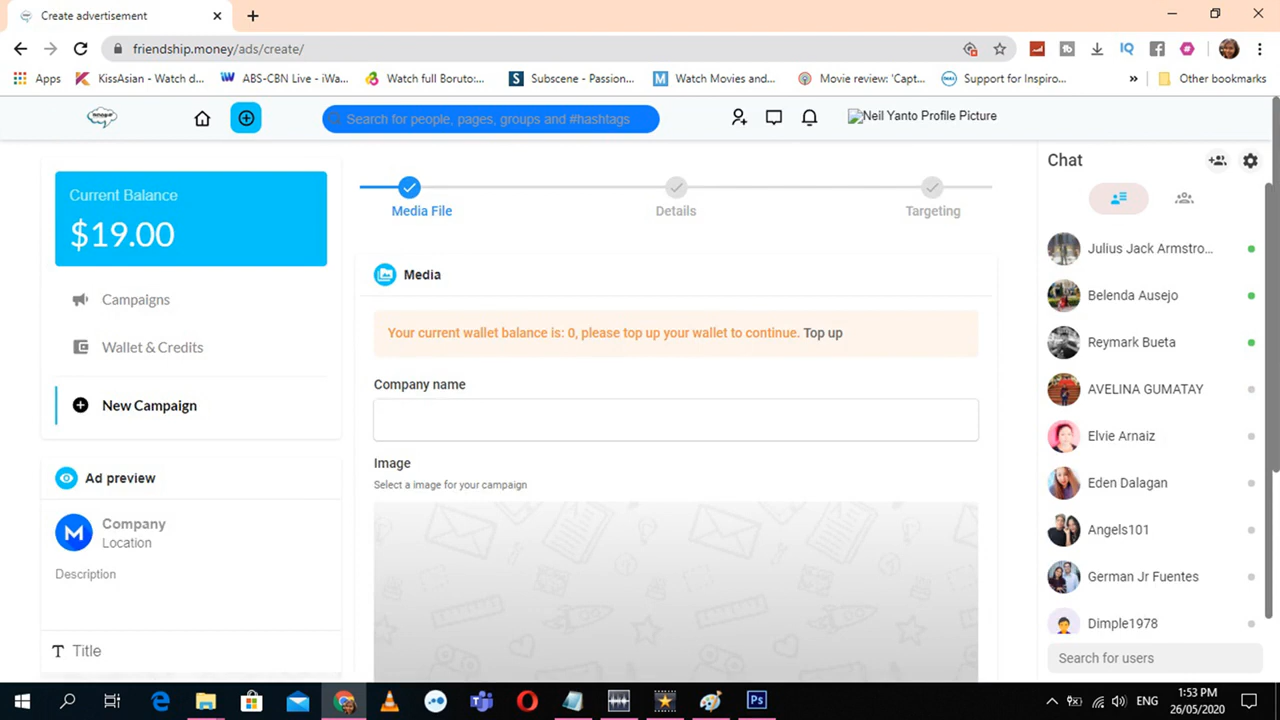 Create advertisement
friendship.money/ads/create/
Apps
KissAsian - Watch d...
ABS-CBN Live - iWa...
Watch full Boruto:...
Subscene - Passion...
Watch Movies and...
Movie review: 'Capt...
Support for Inspiro...
»
Other bookmarks
Search for people, pages, groups and #hashtags
Neil Yanto Profile Picture
Current Balance
$19.00
Campaigns
Wallet & Credits
New Campaign
Ad preview
M
Company
Location
Description
Title
Media File
Details
Targeting
Media
Your current wallet balance is: 0, please top up your wallet to continue. Top up
Company name
Image
Select a image for your campaign
Chat
Julius Jack Armstro...
Belenda Ausejo
Reymark Bueta
AVELINA GUMATAY
Elvie Arnaiz
Eden Dalagan
Angels101
German Jr Fuentes
Dimple1978
Search for users
ENG
1:53 PM
26/05/2020